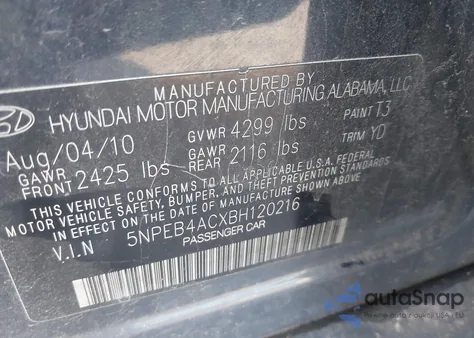 MANUFACTURED BY
HYUNDAI MOTOR MANUFACTURING ALABAMA, LLC
Aug/04/10 GVWR 4299 lbs PAINT T3
GAWR FRONT 2425 lbs GAWR REAR 2116 lbs TRIM YD
THIS VEHICLE CONFORMS TO ALL APPLICABLE U.S.A. FEDERAL
MOTOR VEHICLE SAFETY, BUMPER, AND THEFT PREVENTION STANDARDS
IN EFFECT ON THE DATE OF MANUFACTURE SHOWN ABOVE.
V.I.N 5NPEB4ACXBH120216
PASSENGER CAR
autoSnap